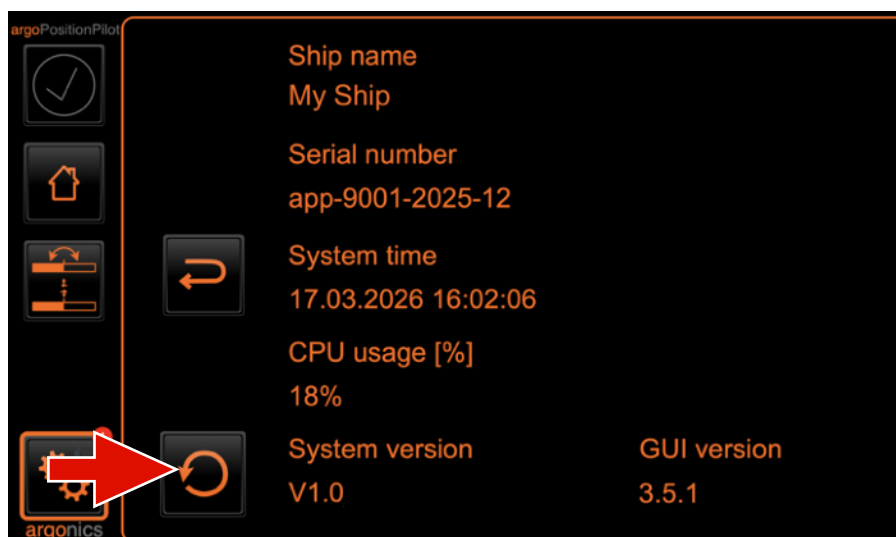 argoPositionPilot
Ship name
My Ship
Serial number
app-9001-2025-12
System time
17.03.2026 16:02:06
CPU usage [%]
18%
System version
V1.0
GUI version
3.5.1
argonics